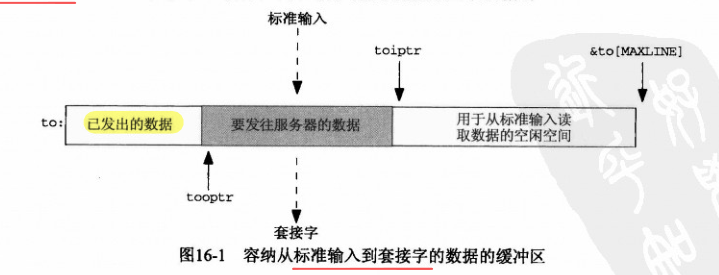 标准输入
toiptr
&to[MAXLINE]
to:
已发出的数据
要发往服务器的数据
用于从标准输入读
取数据的空闲空间
tooptr
套接字
图16-1 容纳从标准输入到套接字的数据的缓冲区